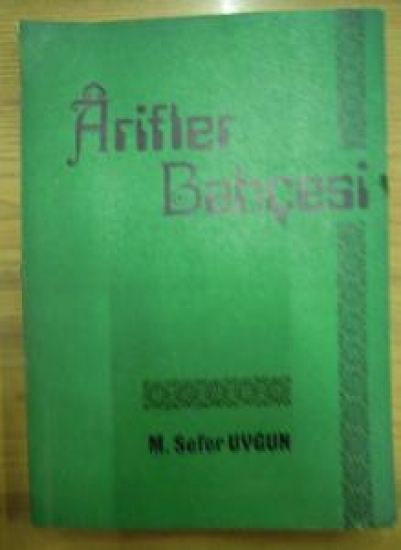 Ârifler
Bahçesi
M. Sefer UYGUN